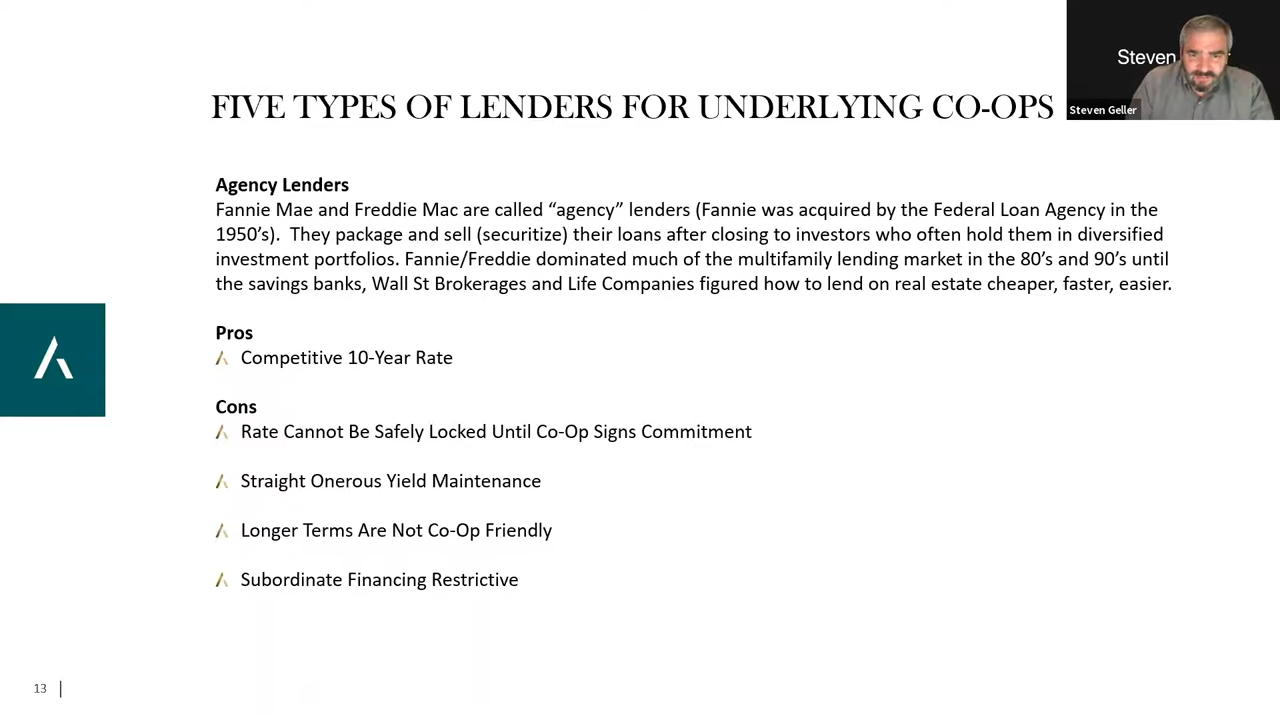 Steven
Steven Geller
FIVE TYPES OF LENDERS FOR UNDERLYING CO-OPS
Agency Lenders
Fannie Mae and Freddie Mac are called “agency” lenders (Fannie was acquired by the Federal Loan Agency in the
1950’s).  They package and sell (securitize) their loans after closing to investors who often hold them in diversified
investment portfolios. Fannie/Freddie dominated much of the multifamily lending market in the 80’s and 90’s until
the savings banks, Wall St Brokerages and Life Companies figured how to lend on real estate cheaper, faster, easier.
Pros
Competitive 10-Year Rate
Cons
Rate Cannot Be Safely Locked Until Co-Op Signs Commitment
Straight Onerous Yield Maintenance
Longer Terms Are Not Co-Op Friendly
Subordinate Financing Restrictive
13 |